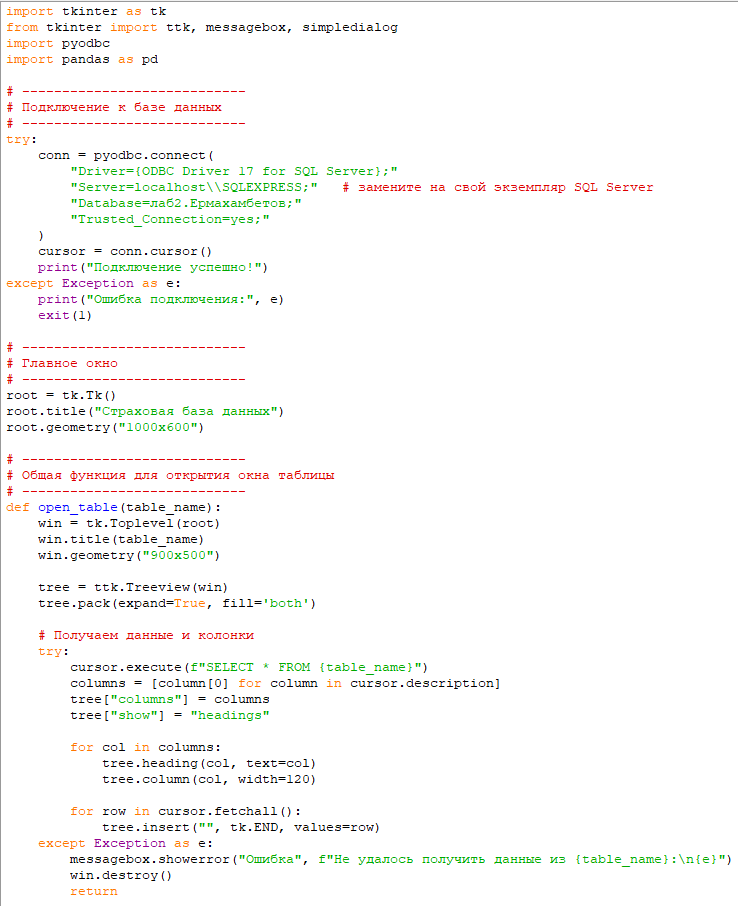 import tkinter as tk
from tkinter import ttk, messagebox, simpledialog
import pyodbc
import pandas as pd

# ----------------------------
# Подключение к базе данных
# ----------------------------
try:
    conn = pyodbc.connect(
        "Driver={ODBC Driver 17 for SQL Server};"
        "Server=localhost\\SQLEXPRESS;"   # замените на свой экземпляр SQL Server
        "Database=лаб2.Ермахамбетов;"
        "Trusted_Connection=yes;"
    )
    cursor = conn.cursor()
    print("Подключение успешно!")
except Exception as e:
    print("Ошибка подключения:", e)
    exit(1)

# ----------------------------
# Главное окно
# ----------------------------
root = tk.Tk()
root.title("Страховая база данных")
root.geometry("1000x600")

# ----------------------------
# Общая функция для открытия окна таблицы
# ----------------------------
def open_table(table_name):
    win = tk.Toplevel(root)
    win.title(table_name)
    win.geometry("900x500")

    tree = ttk.Treeview(win)
    tree.pack(expand=True, fill='both')

    # Получаем данные и колонки
    try:
        cursor.execute(f"SELECT * FROM {table_name}")
        columns = [column[0] for column in cursor.description]
        tree["columns"] = columns
        tree["show"] = "headings"

        for col in columns:
            tree.heading(col, text=col)
            tree.column(col, width=120)

        for row in cursor.fetchall():
            tree.insert("", tk.END, values=row)
    except Exception as e:
        messagebox.showerror("Ошибка", f"Не удалось получить данные из {table_name}:\n{e}")
        win.destroy()
        return